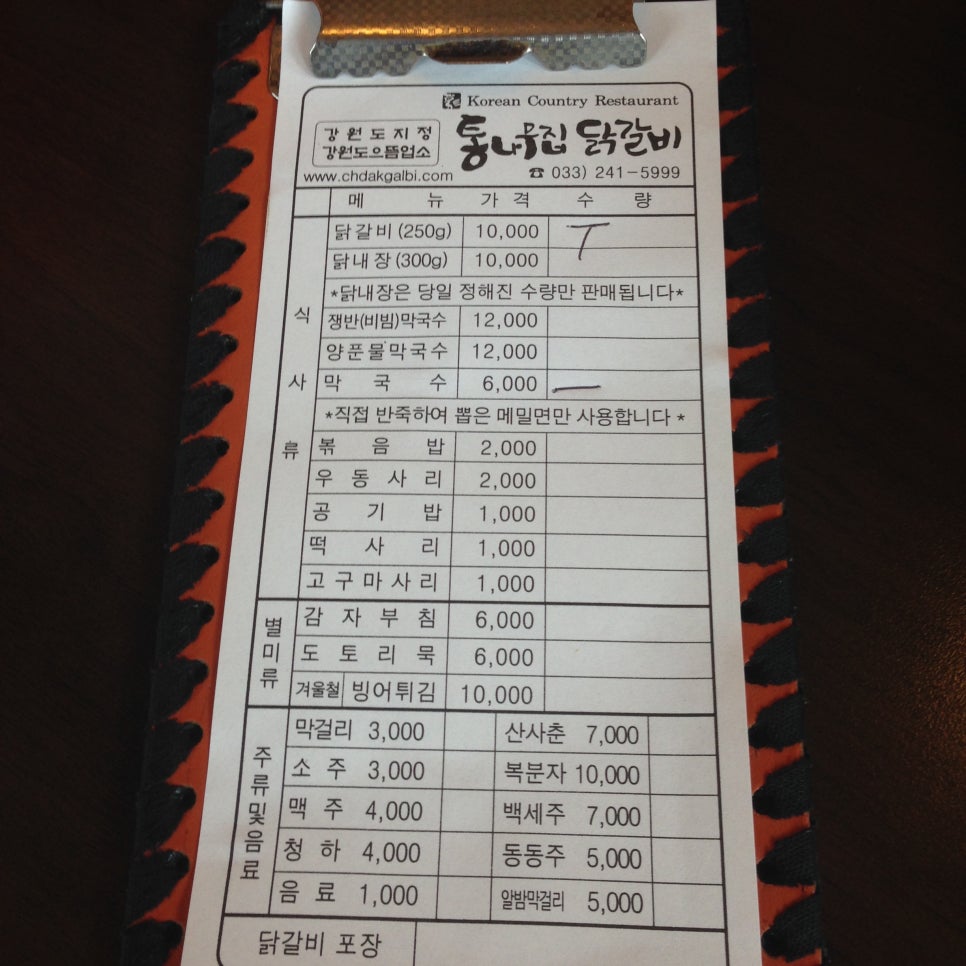 Korean Country Restaurant
강원도지정
강원도으뜸업소
통나무집 닭갈비
www.chdakgalbi.com ☎ 033) 241-5999
메 뉴 가 격 수 량
식사류
닭갈비 (250g) 10,000 T
닭내장 (300g) 10,000
*닭내장은 당일 정해진 수량만 판매됩니다*
쟁반(비빔)막국수 12,000
양푼물막국수 12,000
막 국 수 6,000 一
*직접 반죽하여 뽑은 메밀면만 사용합니다*
볶 음 밥 2,000
우 동 사 리 2,000
공 기 밥 1,000
떡 사 리 1,000
고구마사리 1,000
별미류
감 자 부 침 6,000
도 토 리 묵 6,000
겨울철 빙어튀김 10,000
주류및음료
막걸리 3,000 산사춘 7,000
소 주 3,000 복분자 10,000
맥 주 4,000 백세주 7,000
청 하 4,000 동동주 5,000
음 료 1,000 알밤막걸리 5,000
닭갈비 포장